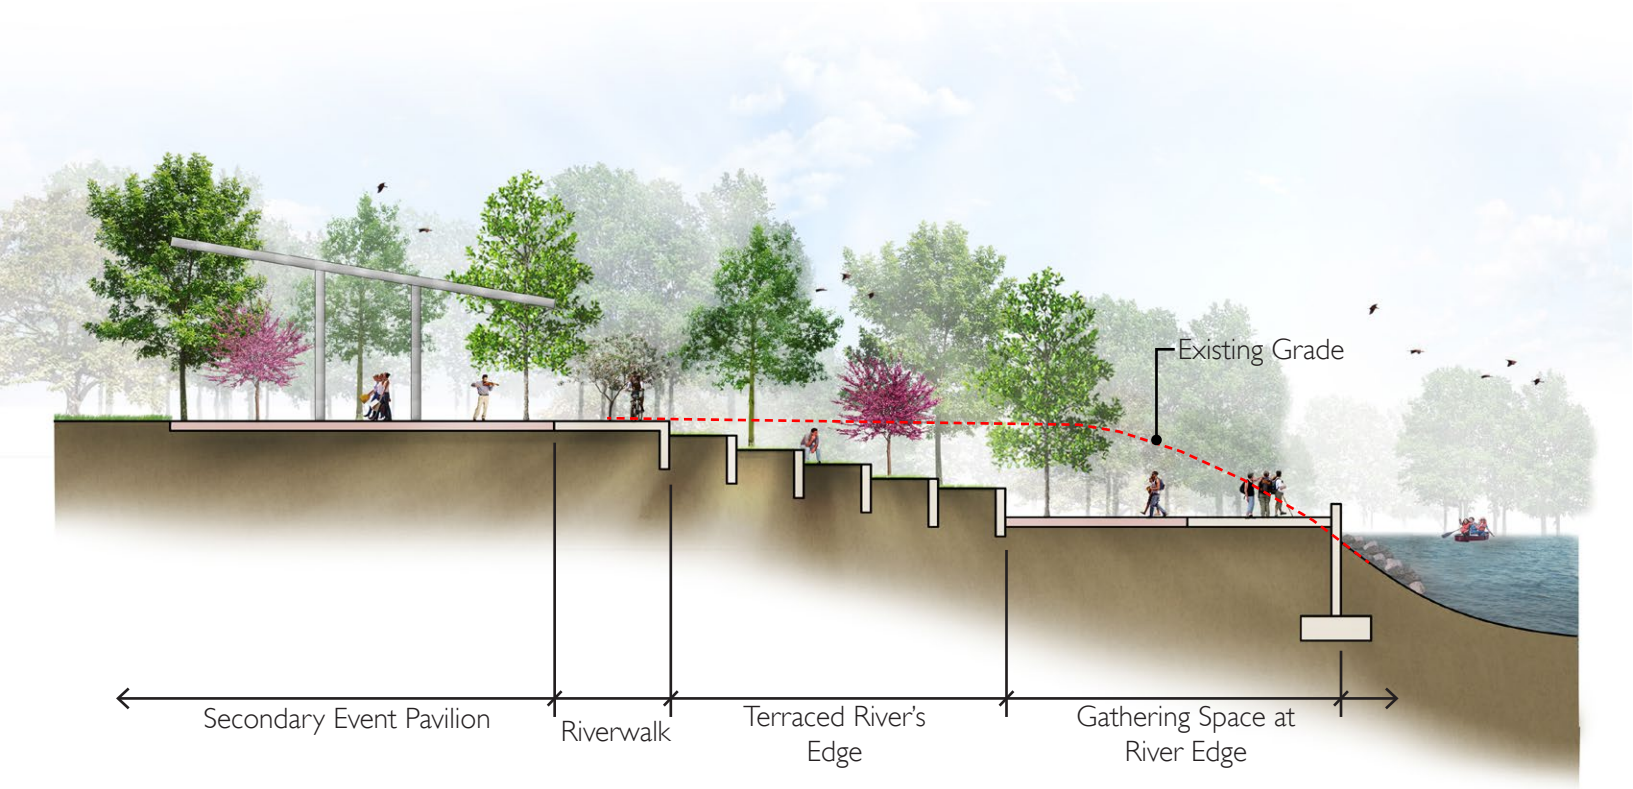 Existing Grade
Secondary Event Pavilion
Riverwalk
Terraced River’s
Edge
Gathering Space at
River Edge